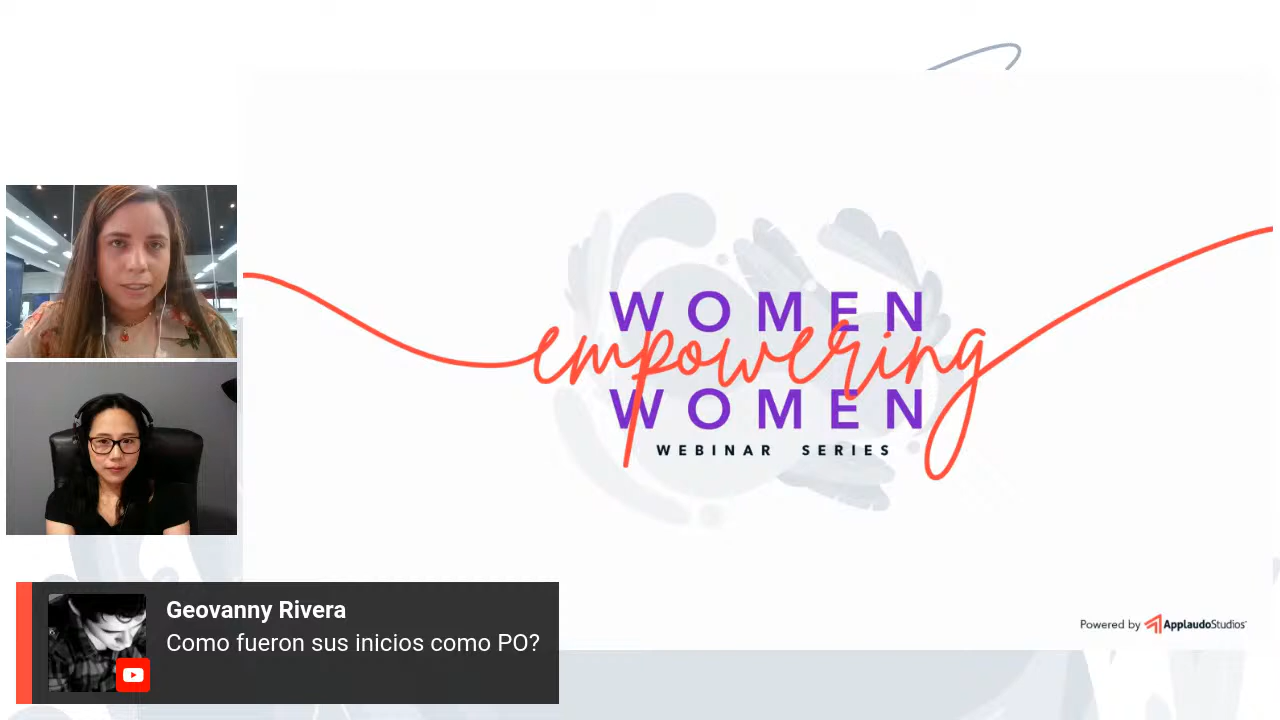 WOMEN
empowering
WOMEN
WEBINAR SERIES
Geovanny Rivera
Como fueron sus inicios como PO?
Powered by ApplaudoStudios